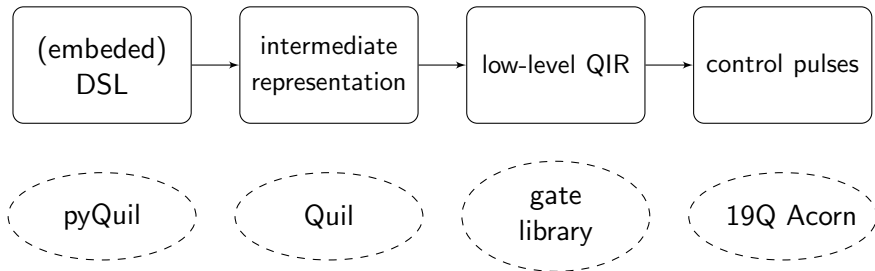 (embeded)
DSL
intermediate
representation
low-level QIR
control pulses
pyQuil
Quil
gate
library
19Q Acorn